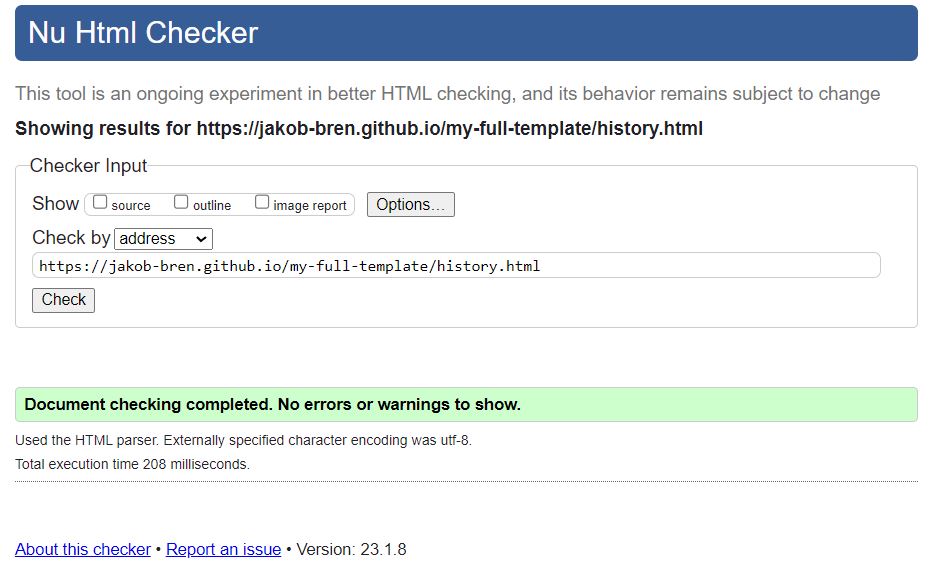 Nu Html Checker
This tool is an ongoing experiment in better HTML checking, and its behavior remains subject to change
Showing results for https://jakob-bren.github.io/my-full-template/history.html
Checker Input
Show source outline image report Options...
Check by address
https://jakob-bren.github.io/my-full-template/history.html
Check
Document checking completed. No errors or warnings to show.
Used the HTML parser. Externally specified character encoding was utf-8.
Total execution time 208 milliseconds.
About this checker • Report an issue • Version: 23.1.8